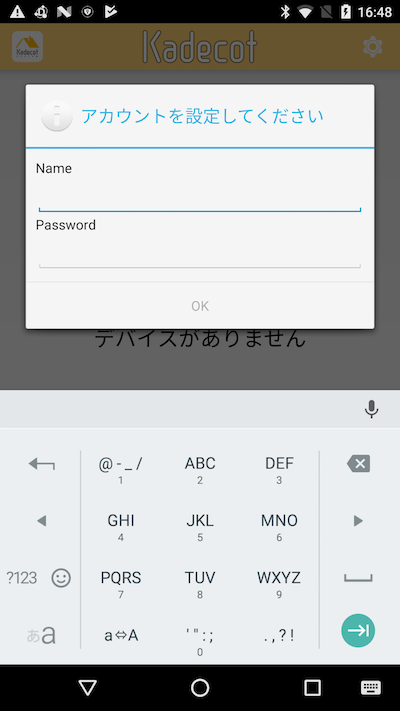 16:48
Kadecot
Kadecot
アカウントを設定してください
Name
Password
OK
デバイスがありません
@ - _ /
1
ABC
2
DEF
3
GHI
4
JKL
5
MNO
6
?123
PQRS
7
TUV
8
WXYZ
9
あa
a⇔A
' " : ;
0
. , ? !